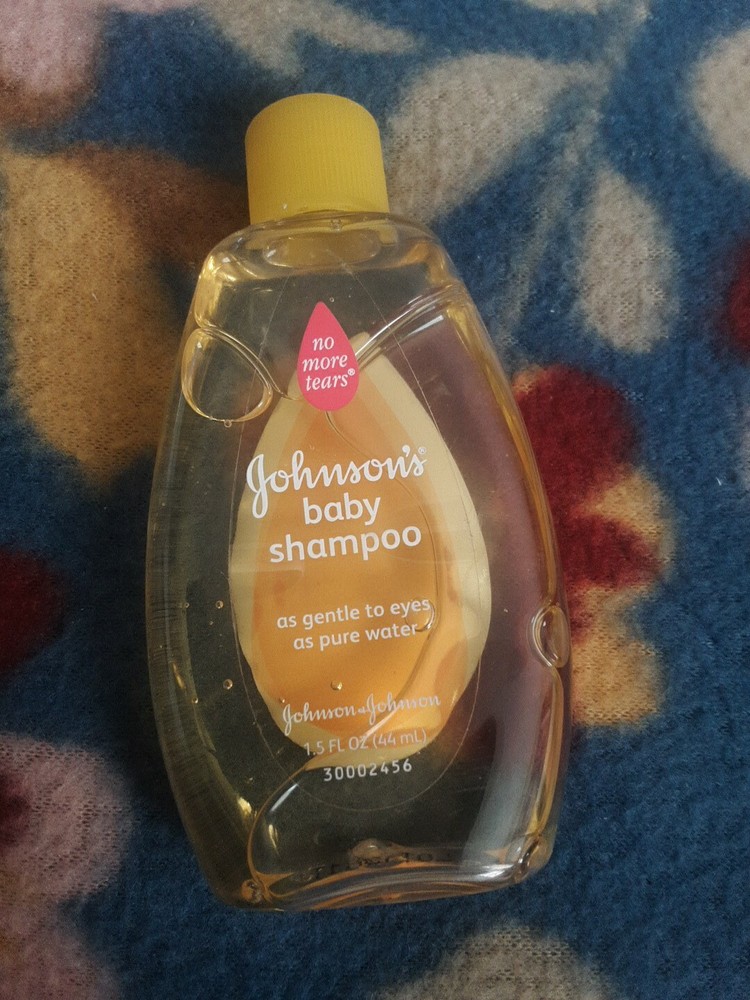 no
more
tears®
Johnson's®
baby
shampoo
as gentle to eyes
as pure water
Johnson & Johnson
1.5 FL OZ (44 mL)
30002456